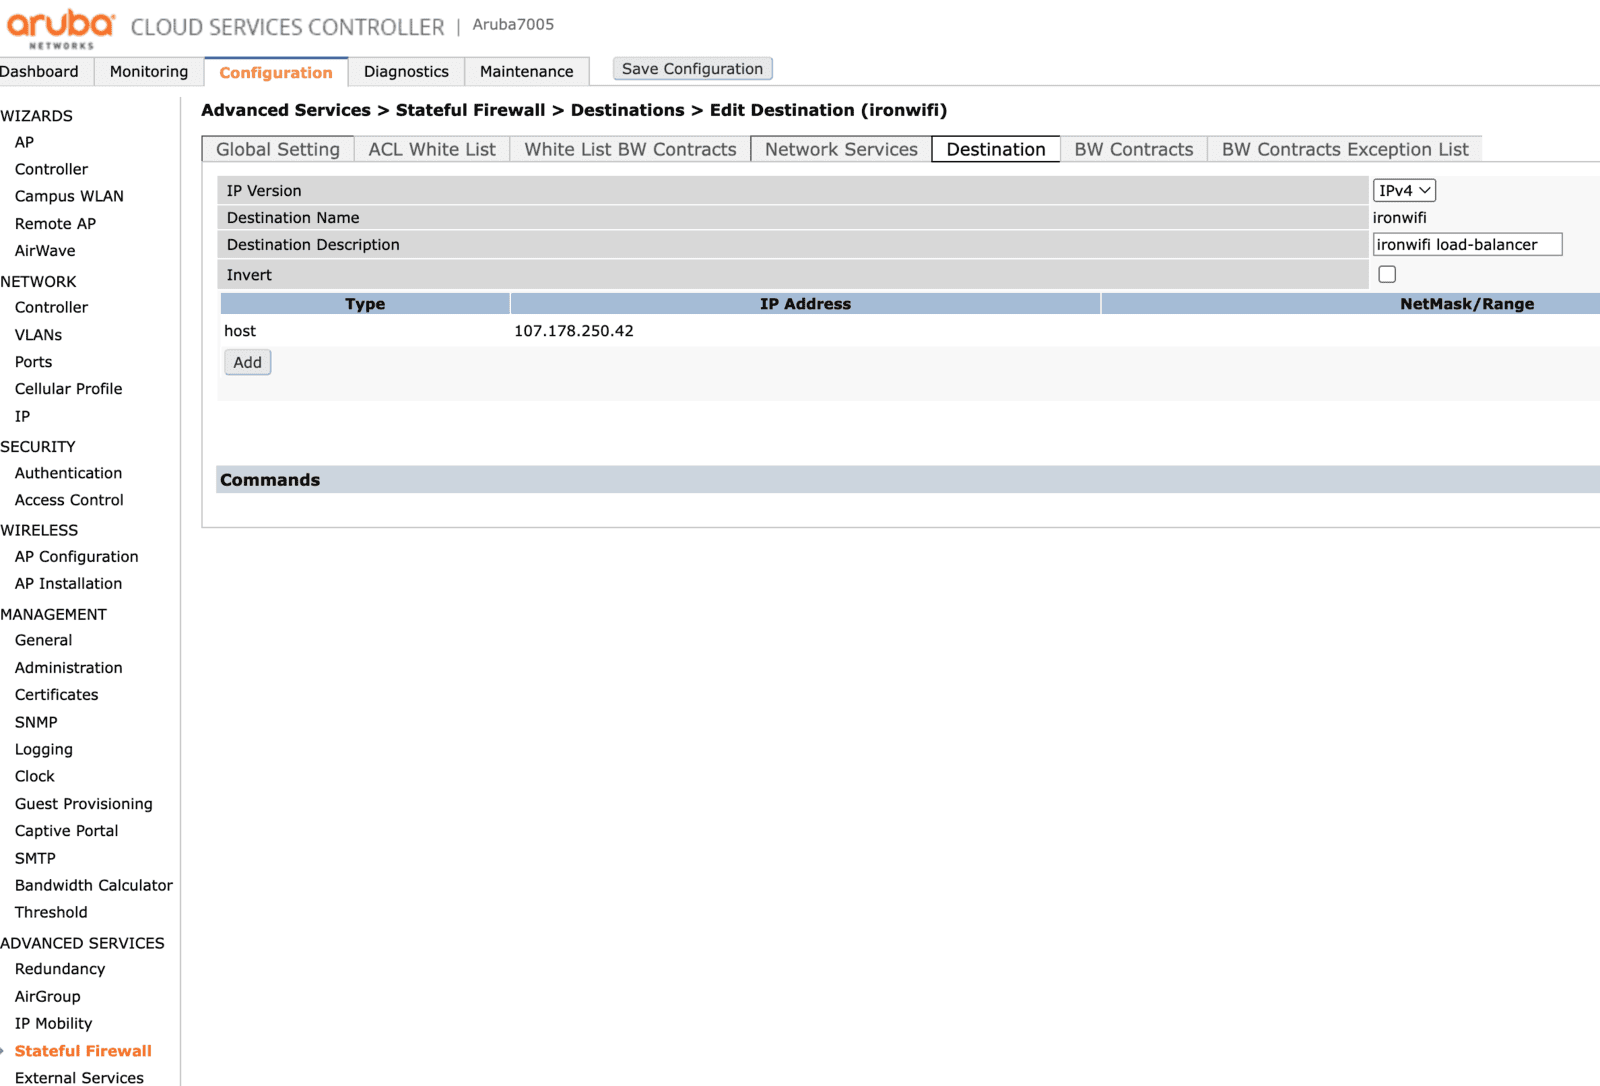 aruba NETWORKS CLOUD SERVICES CONTROLLER | Aruba7005
Dashboard Monitoring Configuration Diagnostics Maintenance Save Configuration
WIZARDS
AP
Controller
Campus WLAN
Remote AP
AirWave
NETWORK
Controller
VLANs
Ports
Cellular Profile
IP
SECURITY
Authentication
Access Control
WIRELESS
AP Configuration
AP Installation
MANAGEMENT
General
Administration
Certificates
SNMP
Logging
Clock
Guest Provisioning
Captive Portal
SMTP
Bandwidth Calculator
Threshold
ADVANCED SERVICES
Redundancy
AirGroup
IP Mobility
Stateful Firewall
External Services
Advanced Services > Stateful Firewall > Destinations > Edit Destination (ironwifi)
Global Setting ACL White List White List BW Contracts Network Services Destination BW Contracts BW Contracts Exception List
IP Version IPv4
Destination Name ironwifi
Destination Description ironwifi load-balancer
Invert
Type IP Address NetMask/Range
host 107.178.250.42
Add
Commands